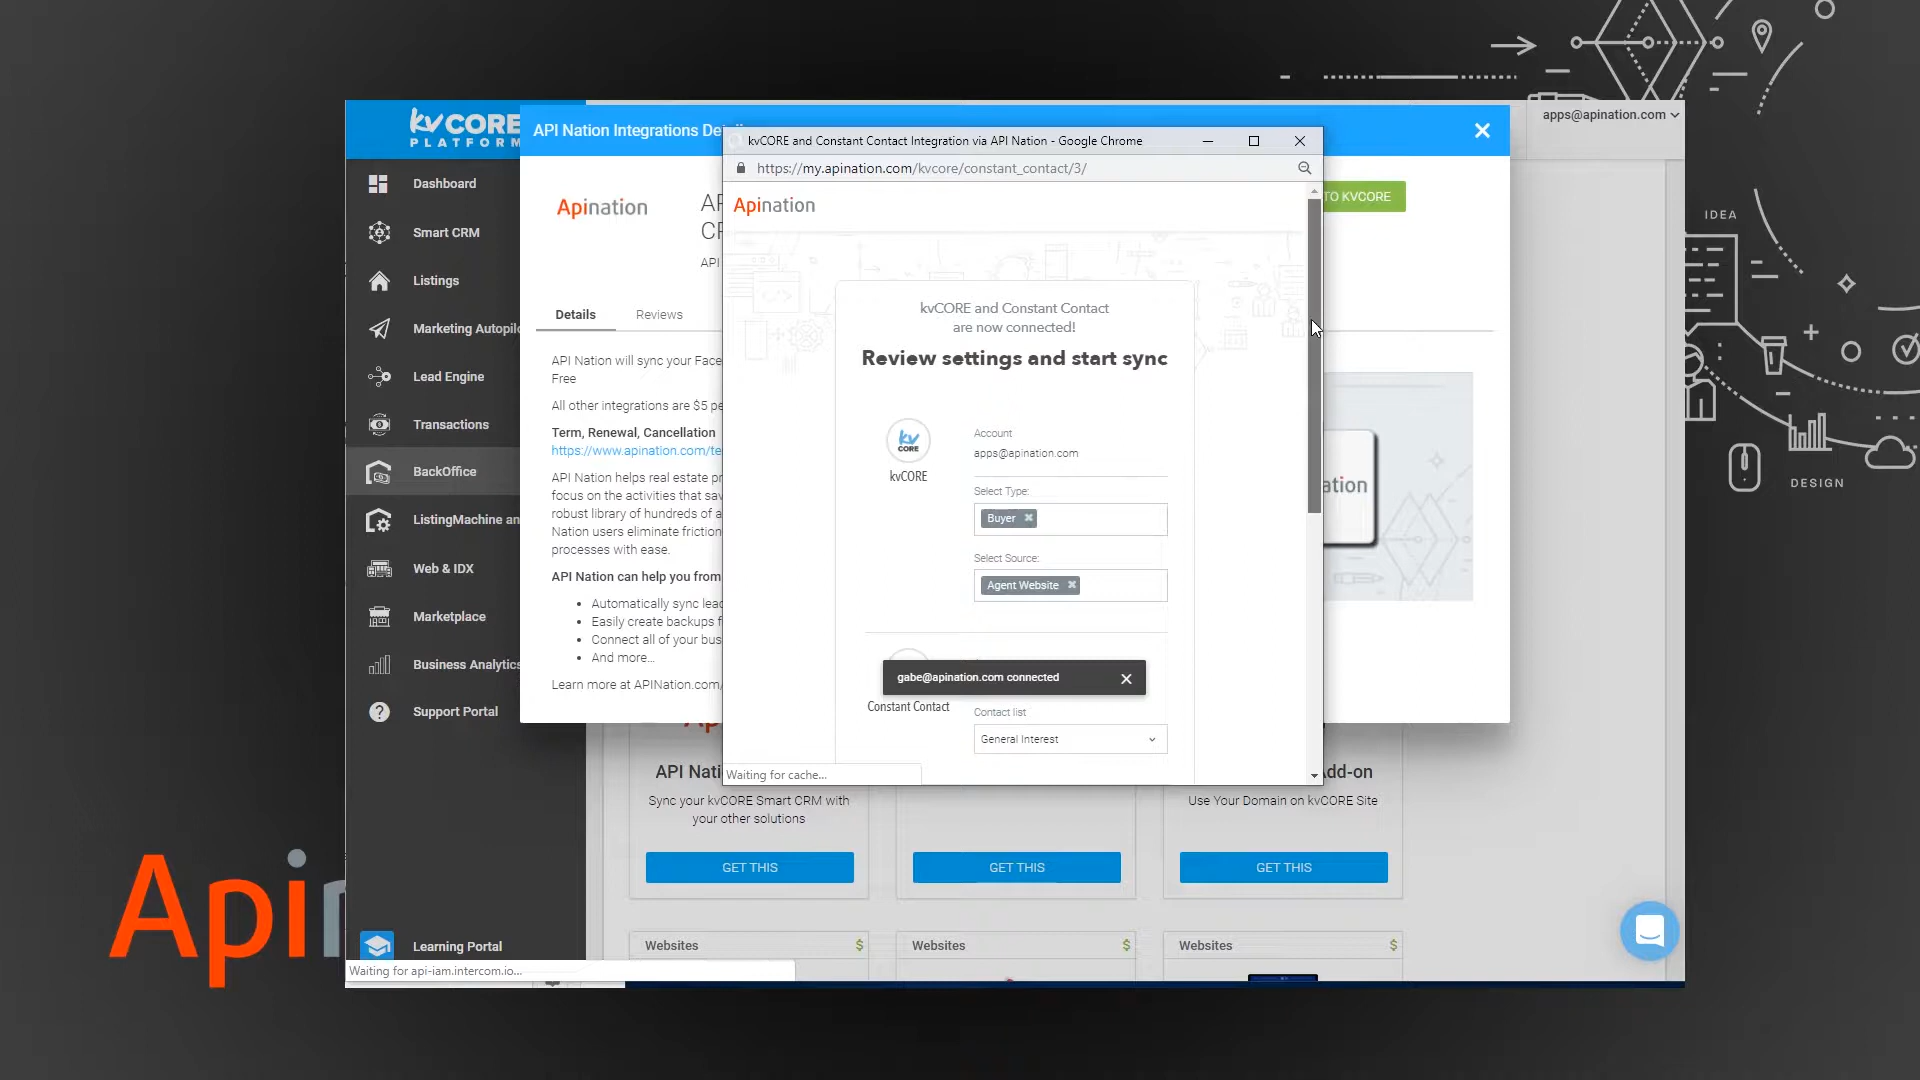 IDEA
DESIGN
Api
kvCORE
PLATFORM
apps@apination.com
Dashboard
Smart CRM
Listings
Marketing Autopilo
Lead Engine
Transactions
BackOffice
ListingMachine an
Web & IDX
Marketplace
Business Analytics
Support Portal
Learning Portal
Waiting for api-iam.intercom.io...
API Nation Integrations
Apination
API
TO KVCORE
Details
Reviews
API Nation will sync your Face
Free
All other integrations are $5 pe
Term, Renewal, Cancellation
https://www.apination.com/te
API Nation helps real estate pr
focus on the activities that sav
robust library of hundreds of a
Nation users eliminate friction
processes with ease.
API Nation can help you from
• Automatically sync lead
• Easily create backups f
• Connect all of your bus
• And more...
Learn more at APINation.com/
ation
kvCORE and Constant Contact Integration via API Nation - Google Chrome
https://my.apination.com/kvcore/constant_contact/3/
Apination
kvCORE and Constant Contact
are now connected!
Review settings and start sync
kv
CORE
kvCORE
Account
apps@apination.com
Select Type:
Buyer
Select Source:
Agent Website
gabe@apination.com connected
Constant Contact
Contact list
General Interest
Waiting for cache...
API Nati
Sync your kvCORE Smart CRM with
your other solutions
GET THIS
GET THIS
Add-on
Use Your Domain on kvCORE Site
GET THIS
Websites $
Websites $
Websites $